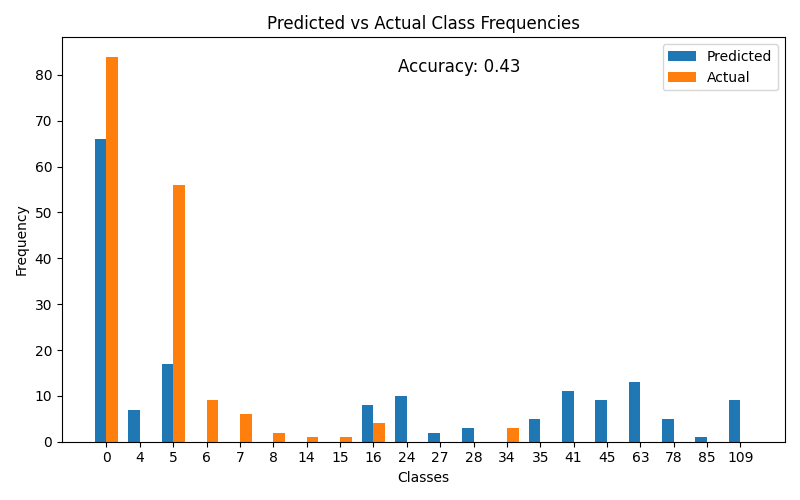 Predicted vs Actual Class Frequencies
Accuracy: 0.43
Predicted
Actual
Frequency
80
70
60
50
40
30
20
10
0
0 4 5 6 7 8 14 15 16 24 27 28 34 35 41 45 63 78 85 109
Classes